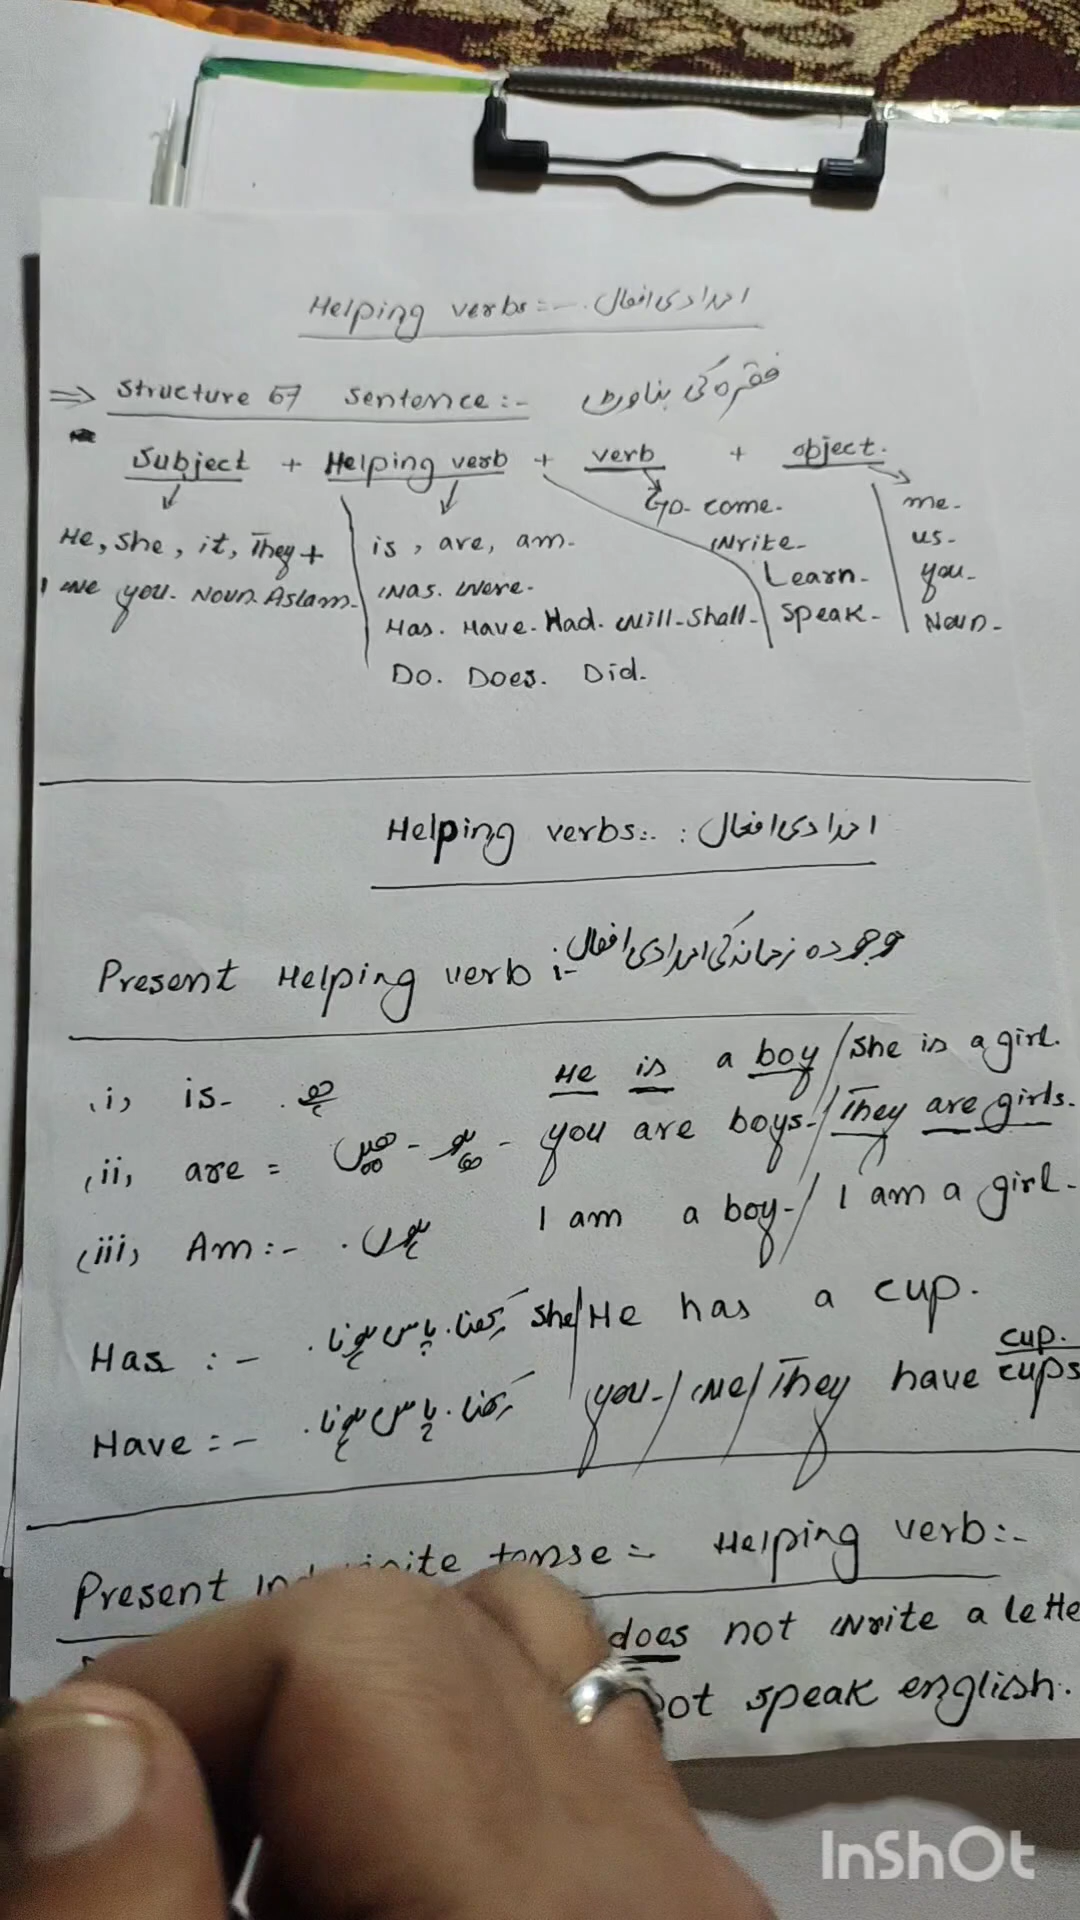 Helping verbs:-. امدادی افعال
⇒ Structure of Sentence:- فقرہ کی بناوٹ
Subject + Helping verb + verb + object.
He, she, it, They + is, are, am. Go. come. me.
I we you. Noun. Aslam. Was. Were. Write. us.
Has. Have. Had. Will. Shall. Learn. you.
Do. Does. Did. Speak. Noun.
Helping verbs:. : امدادی افعال
Present Helping verb :- موجودہ زمانہ کی امدادی افعال
(i) is- ہے. He is a boy / She is a girl.
(ii) are = ہیں - ہو - you are boys- / They are girls.
(iii) Am:- ہوں. I am a boy- / I am a girl.
Has :- رکھنا. پاس ہونا. She/He has a cup.
Have :- رکھنا. پاس ہونا. you-/We/They have cup. cups
Present tense = Helping verb:-
does not write a lette
not speak english.
InShOt